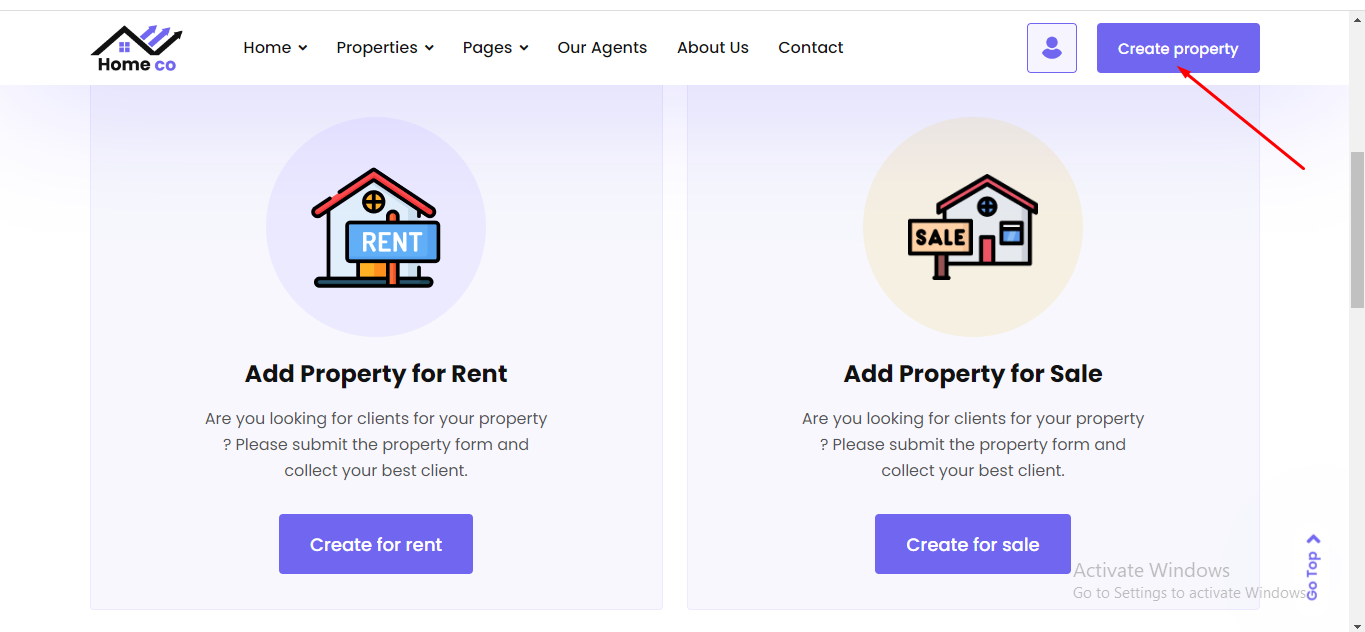 Home co
Home Properties Pages Our Agents About Us Contact
Create property
RENT
SALE
Add Property for Rent
Are you looking for clients for your property
? Please submit the property form and
collect your best client.
Create for rent
Add Property for Sale
Are you looking for clients for your property
? Please submit the property form and
collect your best client.
Create for sale
Go Top
Activate Windows
Go to Settings to activate Windows